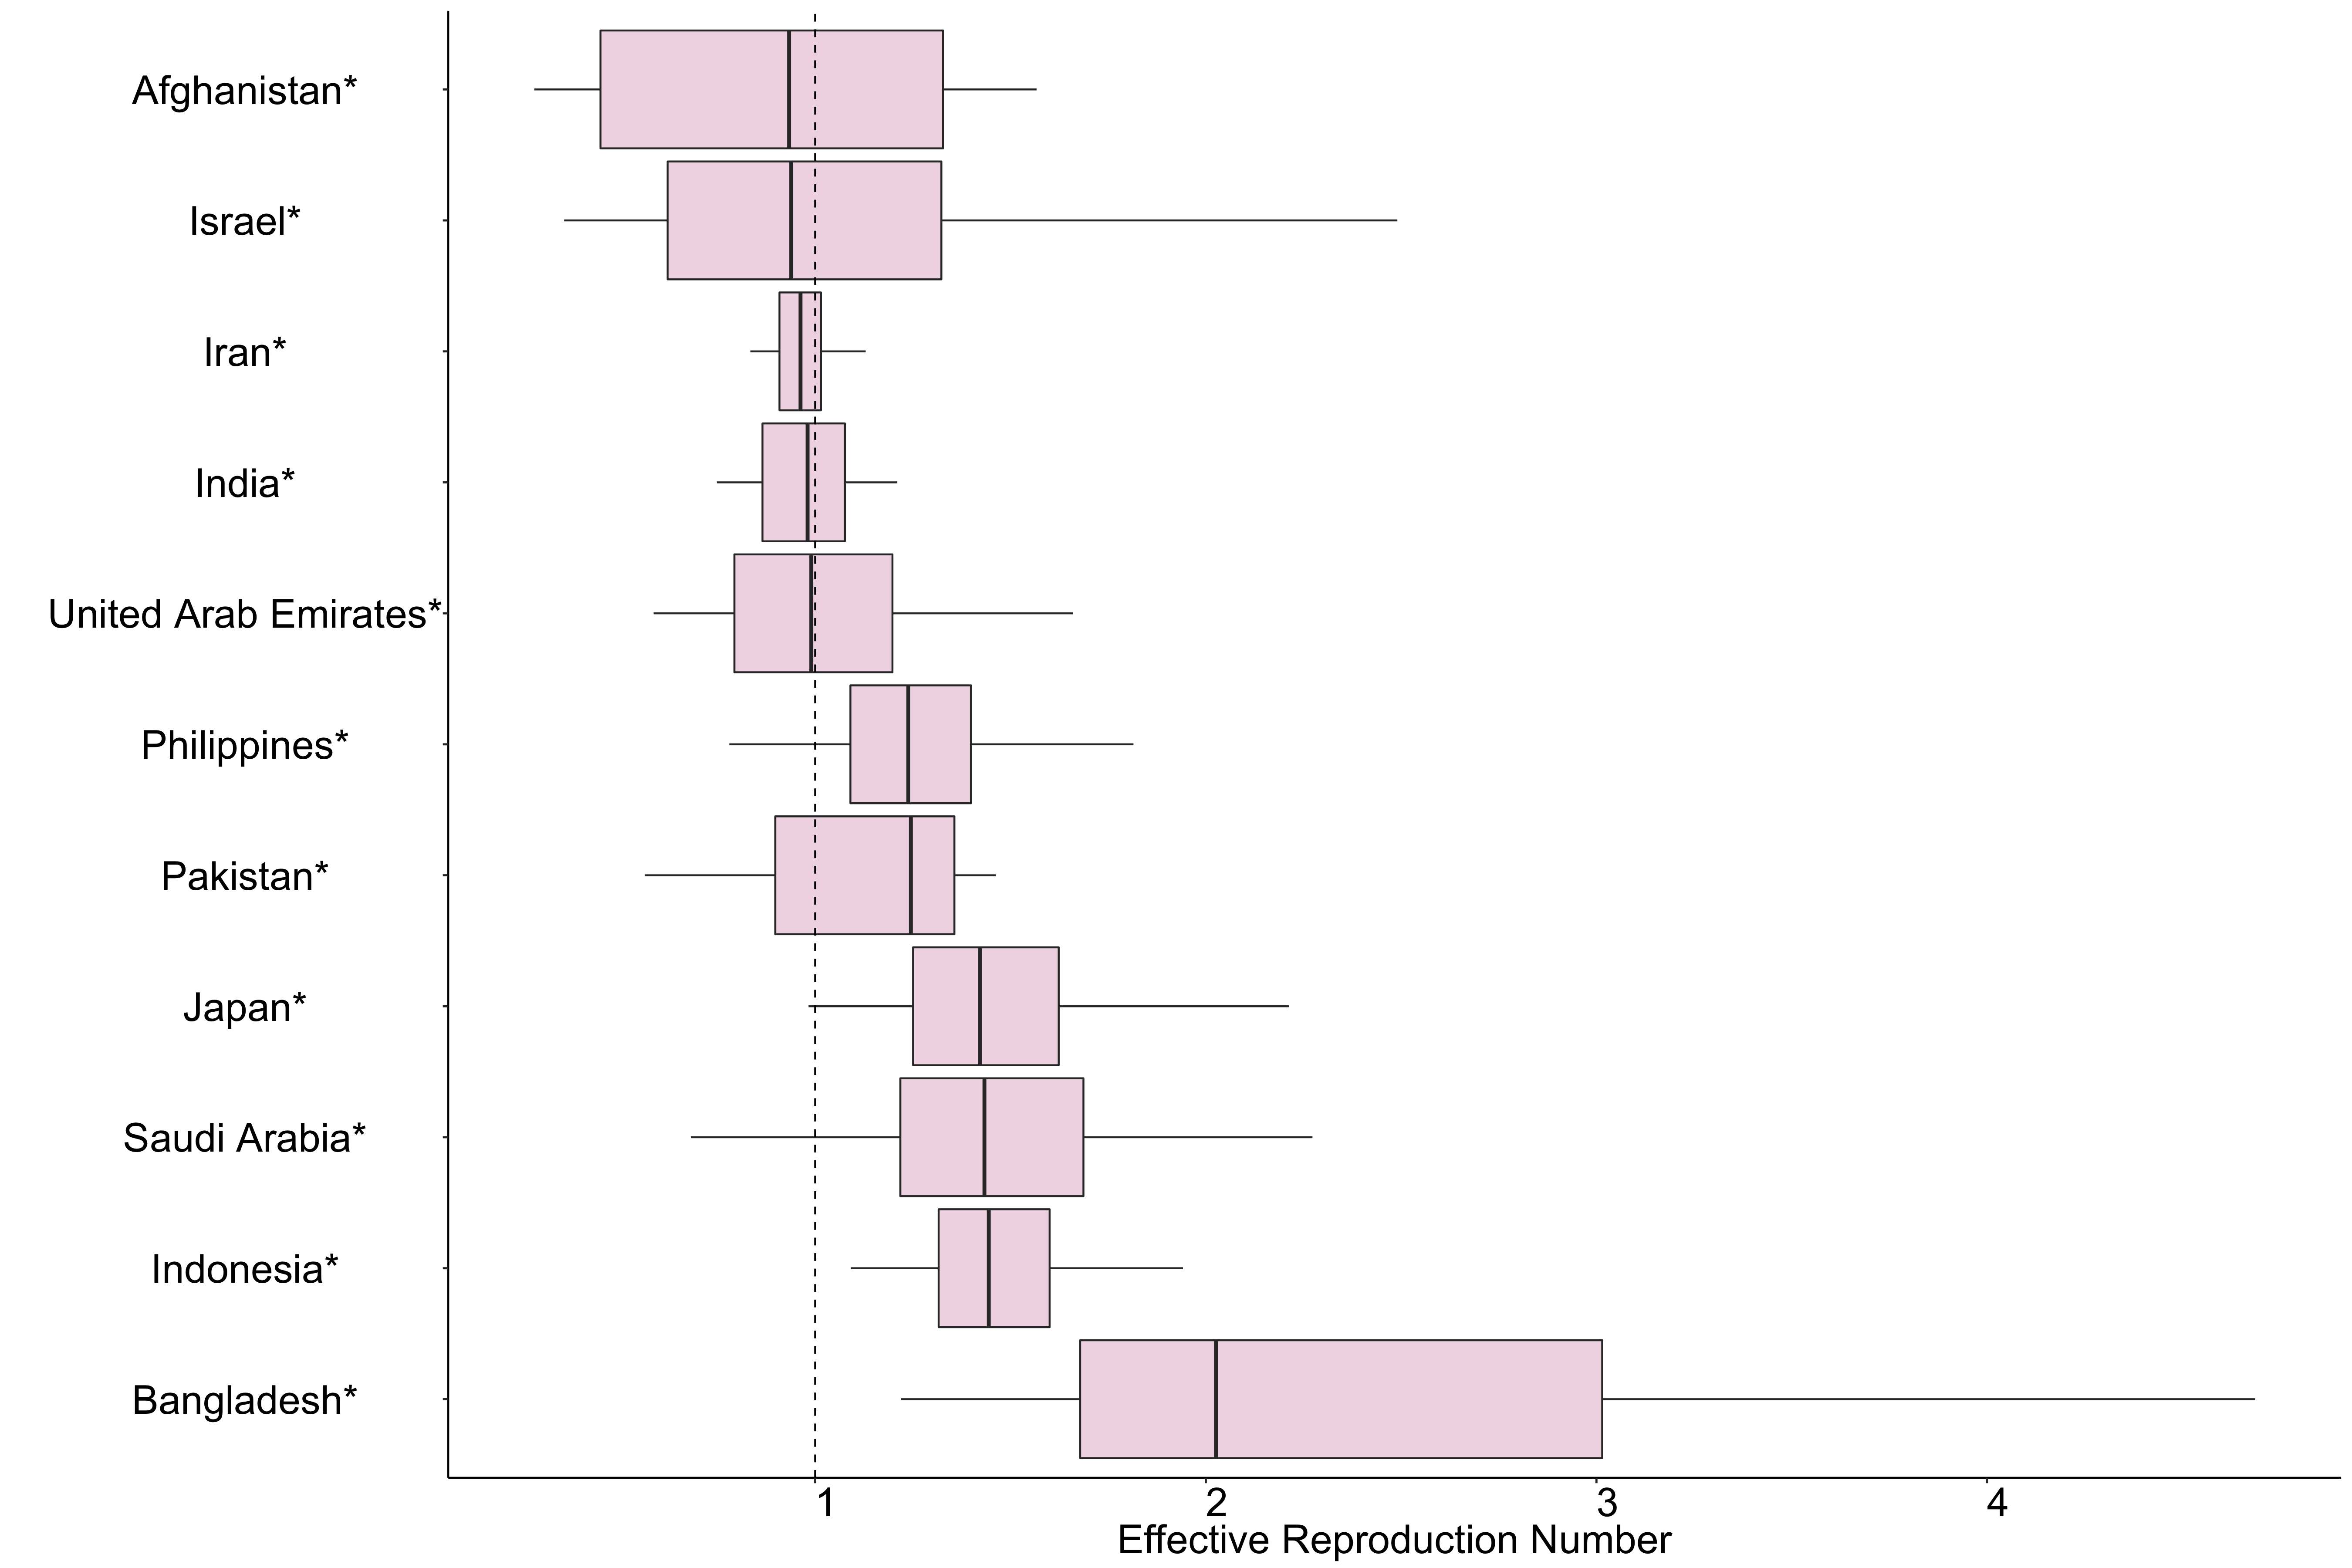 Afghanistan*
Israel*
Iran*
India*
United Arab Emirates*
Philippines*
Pakistan*
Japan*
Saudi Arabia*
Indonesia*
Bangladesh*
1 2 3 4
Effective Reproduction Number